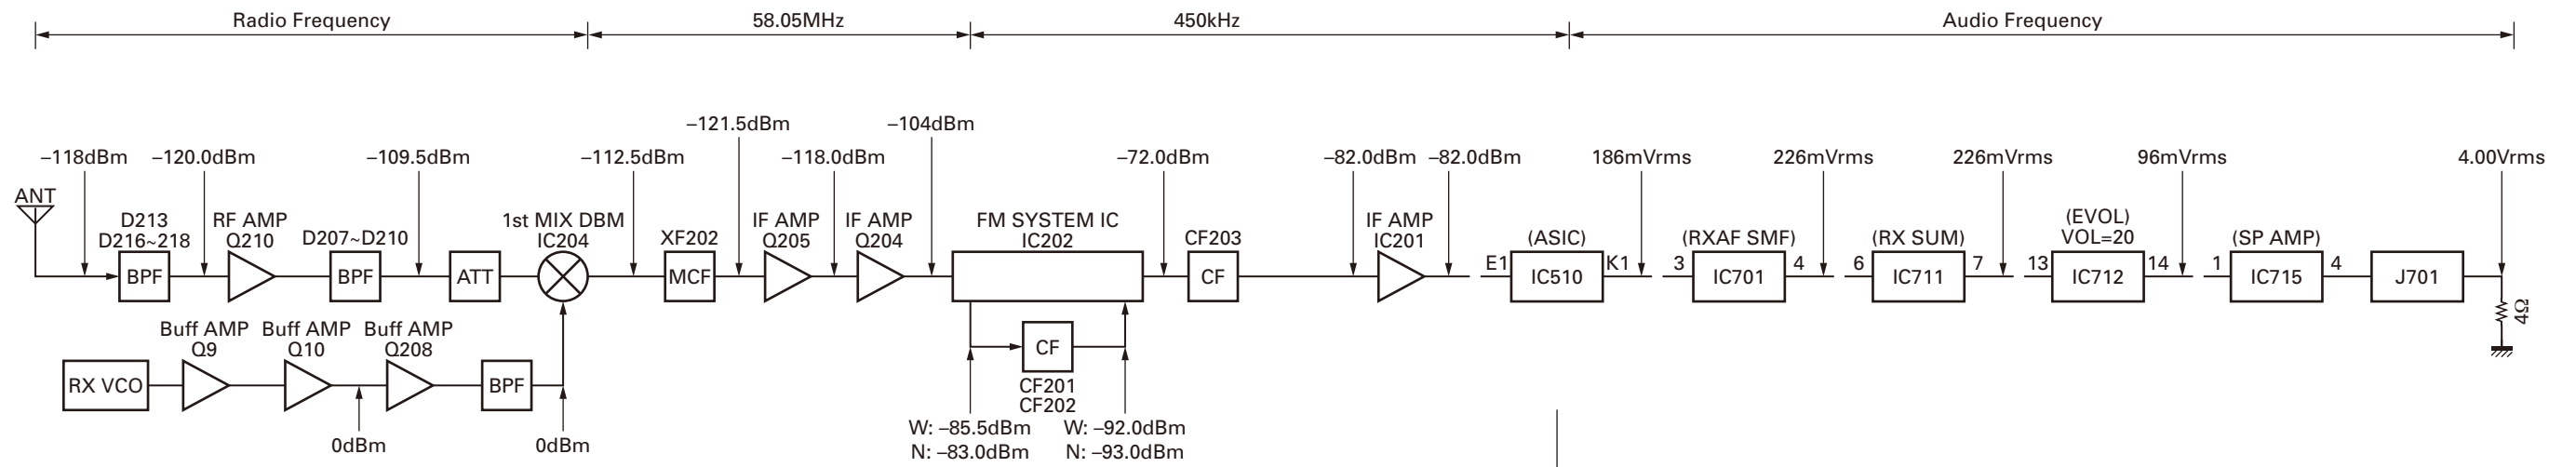 Radio Frequency
58.05MHz
450kHz
Audio Frequency
–121.5dBm
–104dBm
–118dBm
–120.0dBm
–109.5dBm
–112.5dBm
–118.0dBm
–72.0dBm
–82.0dBm
–82.0dBm
186mVrms
226mVrms
226mVrms
96mVrms
4.00Vrms
ANT
D213
D216~218
BPF
RF AMP
Q210
D207~D210
BPF
ATT
1st MIX DBM
IC204
XF202
MCF
IF AMP
Q205
IF AMP
Q204
FM SYSTEM IC
IC202
CF203
CF
IF AMP
IC201
(ASIC)
E1
IC510
K1
(RXAF SMF)
3
IC701
4
(RX SUM)
6
IC711
7
(EVOL)
VOL=20
13
IC712
14
(SP AMP)
1
IC715
4
J701
4Ω
RX VCO
Buff AMP
Q9
Buff AMP
Q10
Buff AMP
Q208
BPF
0dBm
0dBm
CF
CF201
CF202
W: –85.5dBm
N: –83.0dBm
W: –92.0dBm
N: –93.0dBm